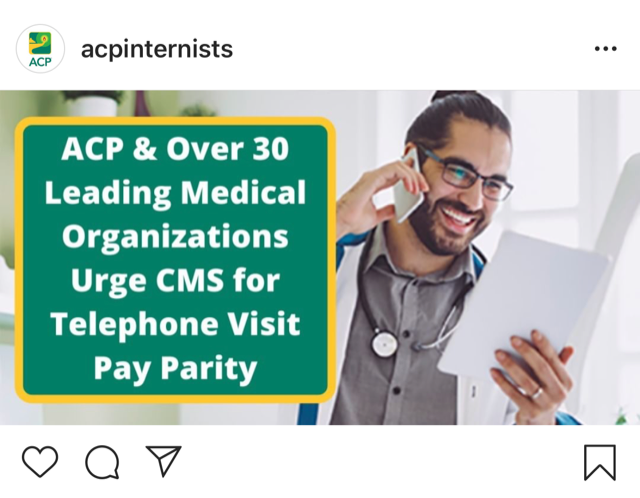 ACP
acpinternists
ACP & Over 30
Leading Medical
Organizations
Urge CMS for
Telephone Visit
Pay Parity